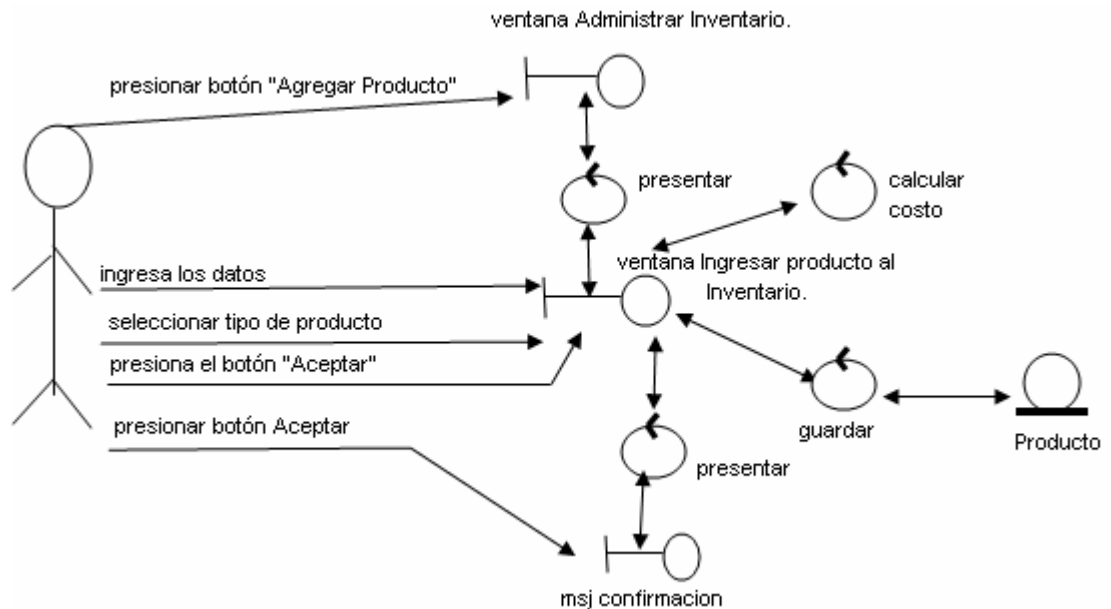 ventana Administrar Inventario.
presionar botón "Agregar Producto"
presentar
calcular
costo
ventana Ingresar producto al
Inventario.
ingresa los datos
seleccionar tipo de producto
presiona el botón "Aceptar"
presionar botón Aceptar
guardar
Producto
presentar
msj confirmacion